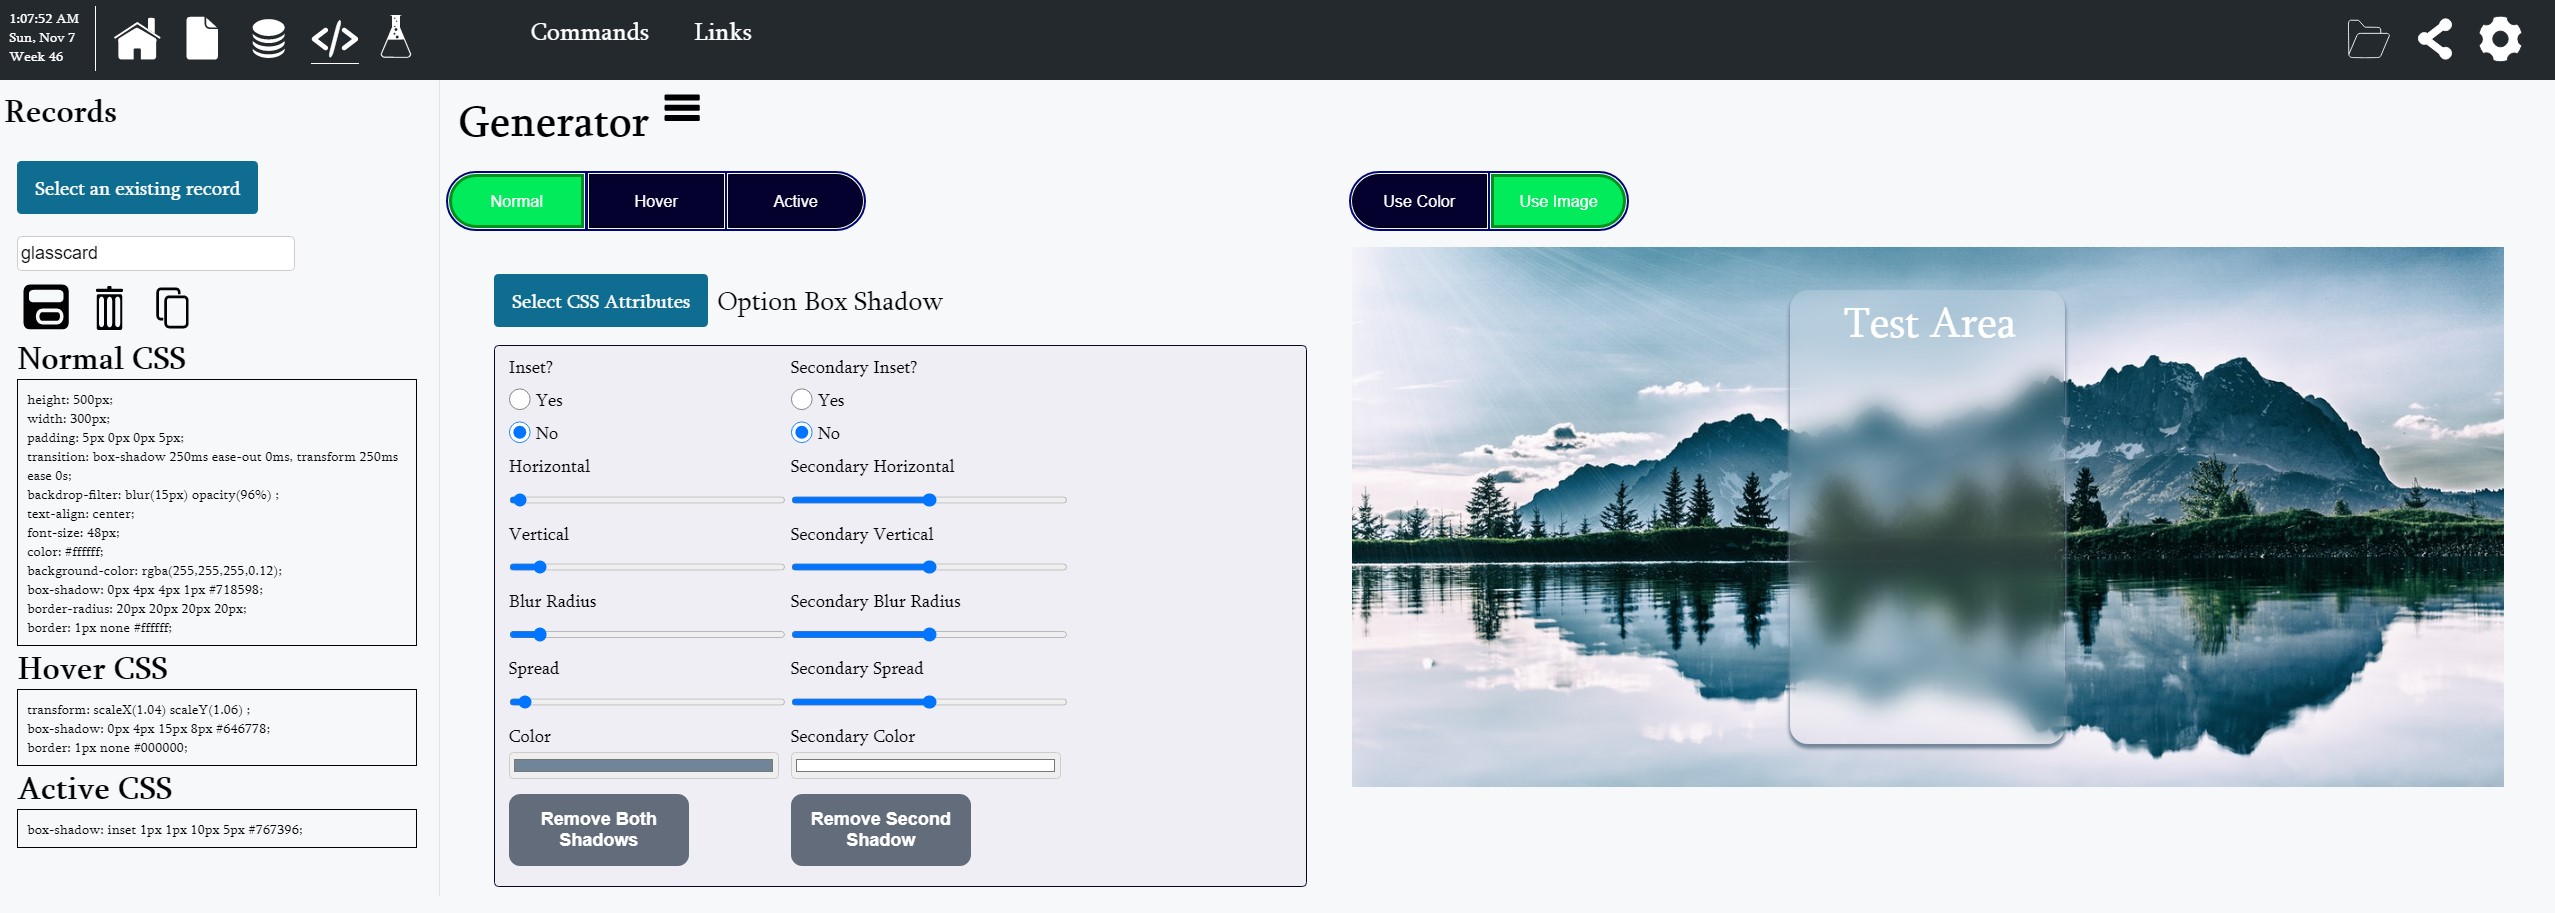 1:07:52 AM
Sun, Nov 7
Week 46
Commands
Links
Records
Select an existing record
glasscard
Normal CSS
height: 500px;
width: 300px;
padding: 5px 0px 0px 5px;
transition: box-shadow 250ms ease-out 0ms, transform 250ms
ease 0s;
backdrop-filter: blur(15px) opacity(96%) ;
text-align: center;
font-size: 48px;
color: #ffffff;
background-color: rgba(255,255,255,0.12);
box-shadow: 0px 4px 4px 1px #718598;
border-radius: 20px 20px 20px 20px;
border: 1px none #ffffff;
Hover CSS
transform: scaleX(1.04) scaleY(1.06) ;
box-shadow: 0px 4px 15px 8px #646778;
border: 1px none #000000;
Active CSS
box-shadow: inset 1px 1px 10px 5px #767396;
Generator
Normal
Hover
Active
Select CSS Attributes
Option Box Shadow
Inset?
Yes
No
Horizontal
Vertical
Blur Radius
Spread
Color
Remove Both
Shadows
Secondary Inset?
Yes
No
Secondary Horizontal
Secondary Vertical
Secondary Blur Radius
Secondary Spread
Secondary Color
Remove Second
Shadow
Use Color
Use Image
Test Area